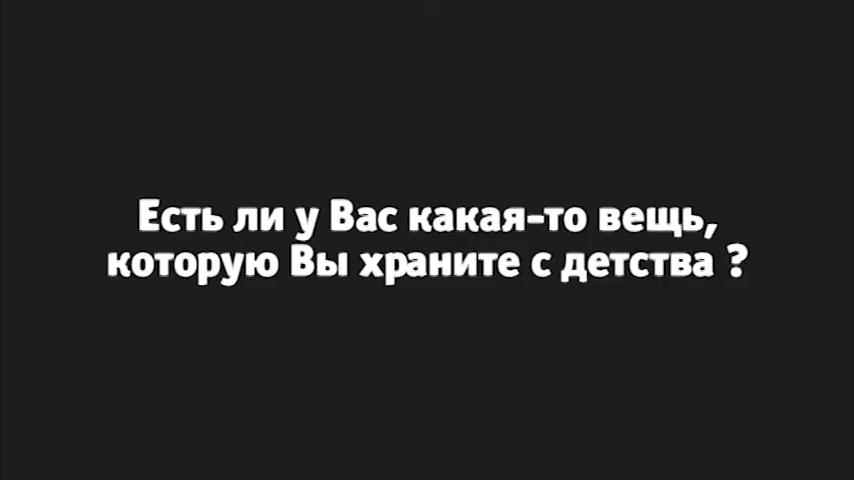 Есть ли у Вас какая-то вещь,
которую Вы храните с детства ?